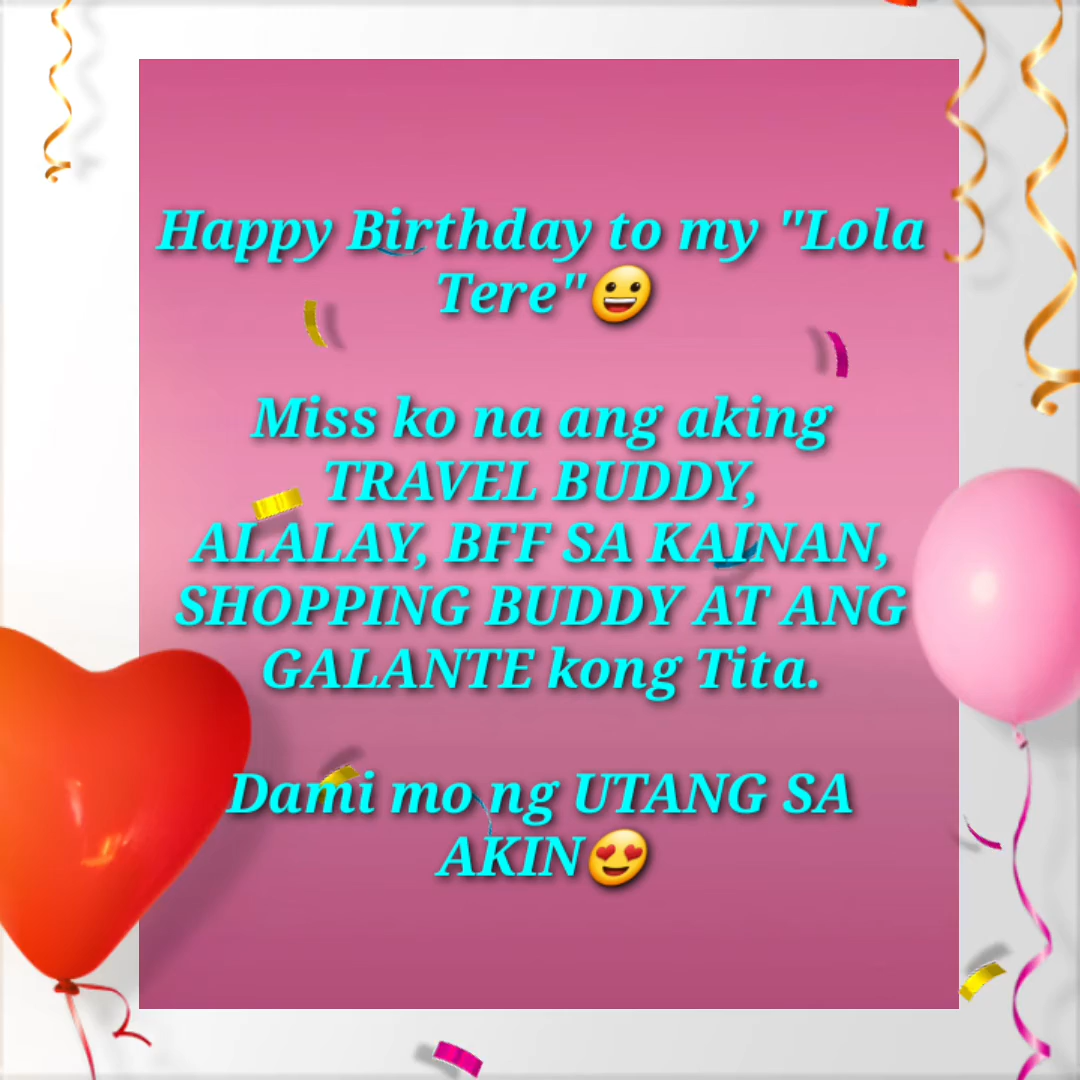 Happy Birthday to my "Lola
Tere"😀
Miss ko na ang aking
TRAVEL BUDDY,
ALALAY, BFF SA KAINAN,
SHOPPING BUDDY AT ANG
GALANTE kong Tita.
Dami mo ng UTANG SA
AKIN😍